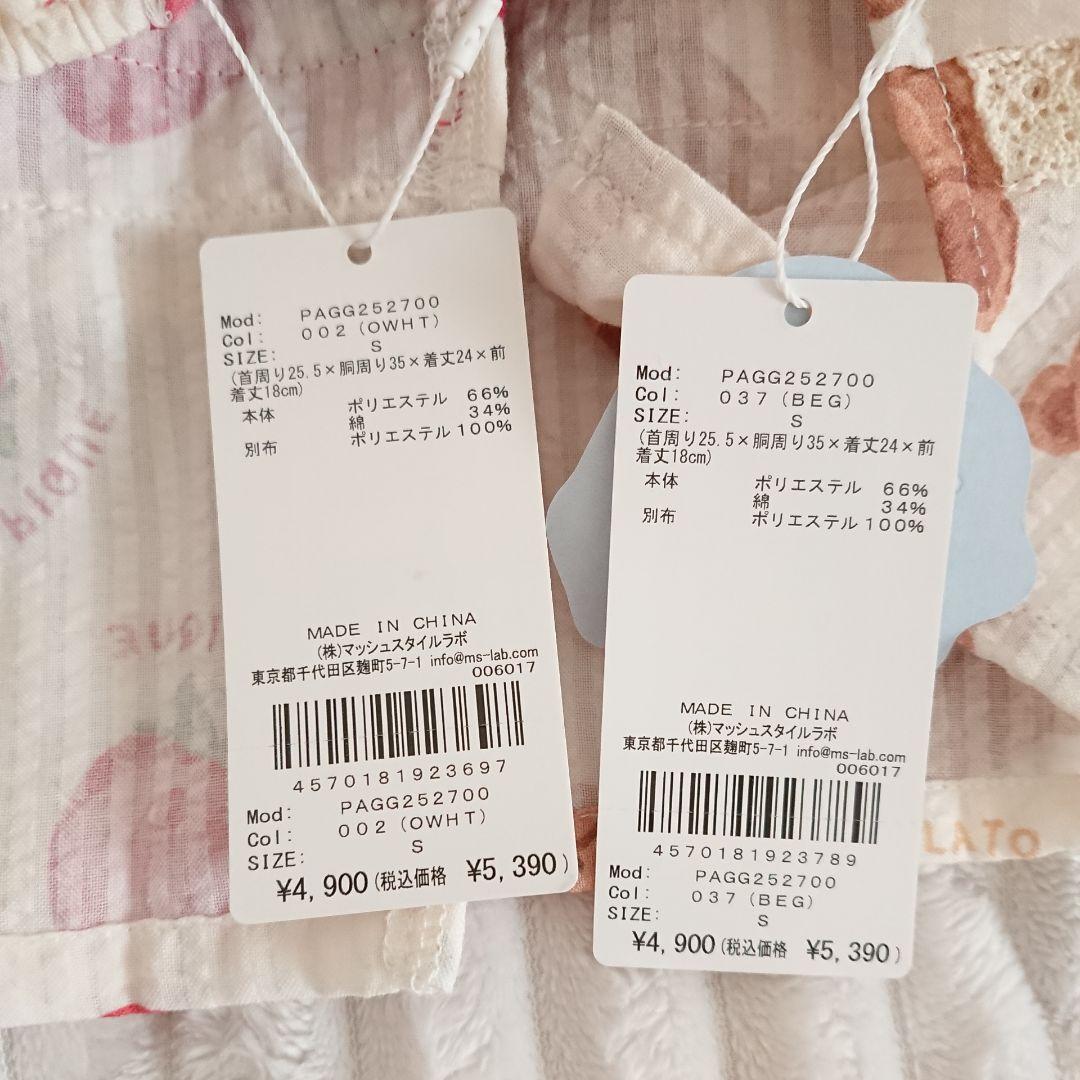 Mod: PAGG252700
Col: 002(OWHT)
SIZE: S
(首周り25.5×胴周り35×着丈24×前
着丈18cm)
本体 ポリエステル 66%
綿 34%
別布 ポリエステル 100%
MADE IN CHINA
(株)マッシュスタイルラボ
東京都千代田区麹町5-7-1 info@ms-lab.com
006017
4570181923697
Mod: PAGG252700
Col: 002(OWHT)
SIZE: S
¥4,900(税込価格 ¥5,390)
Mod: PAGG252700
Col: 037(BEG)
SIZE: S
(首周り25.5×胴周り35×着丈24×前
着丈18cm)
本体 ポリエステル 66%
綿 34%
別布 ポリエステル 100%
MADE IN CHINA
(株)マッシュスタイルラボ
東京都千代田区麹町5-7-1 info@ms-lab.com
006017
4570181923789
Mod: PAGG252700
Col: 037(BEG)
SIZE: S
¥4,900(税込価格 ¥5,390)
LATO